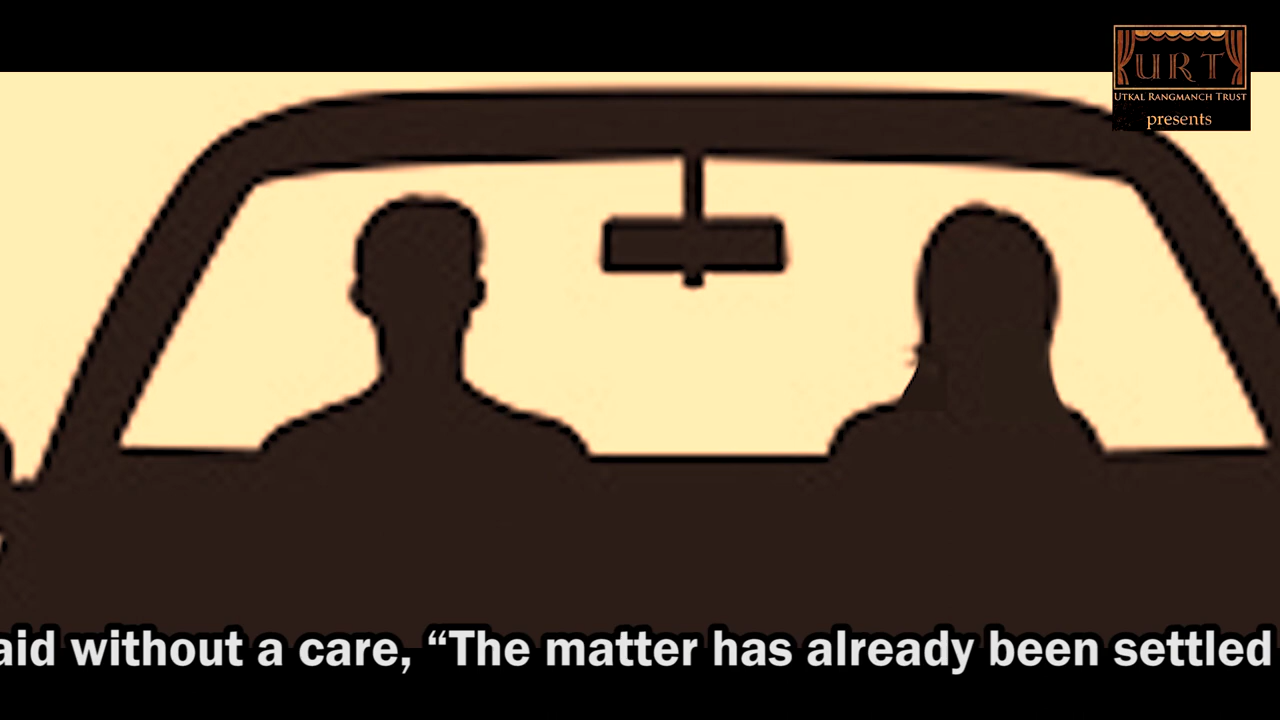 URT
UTKAL RANGMANCH TRUST
presents
aid without a care, “The matter has already been settled